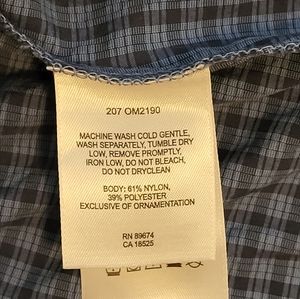 207 OM2190
MACHINE WASH COLD GENTLE,
WASH SEPARATELY, TUMBLE DRY
LOW, REMOVE PROMPTLY,
IRON LOW, DO NOT BLEACH,
DO NOT DRYCLEAN
BODY: 61% NYLON,
39% POLYESTER
EXCLUSIVE OF ORNAMENTATION
RN 89674
CA 18525